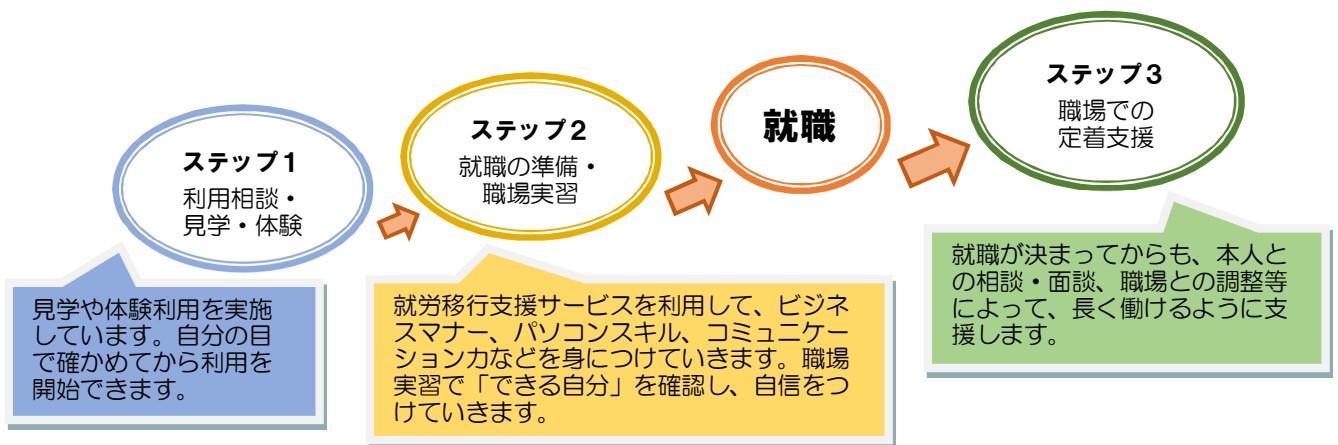 ステップ1
利用相談・
見学・体験
見学や体験利用を実施
しています。自分の目
で確かめてから利用を
開始できます。
ステップ2
就職の準備・
職場実習
就労移行支援サービスを利用して、ビジネ
スマナー、パソコンスキル、コミュニケー
ション力などを身につけていきます。職場
実習で「できる自分」を確認し、自信をつ
けていきます。
就職
ステップ3
職場での
定着支援
就職が決まってからも、本人と
の相談・面談、職場との調整等
によって、長く働けるように支
援します。